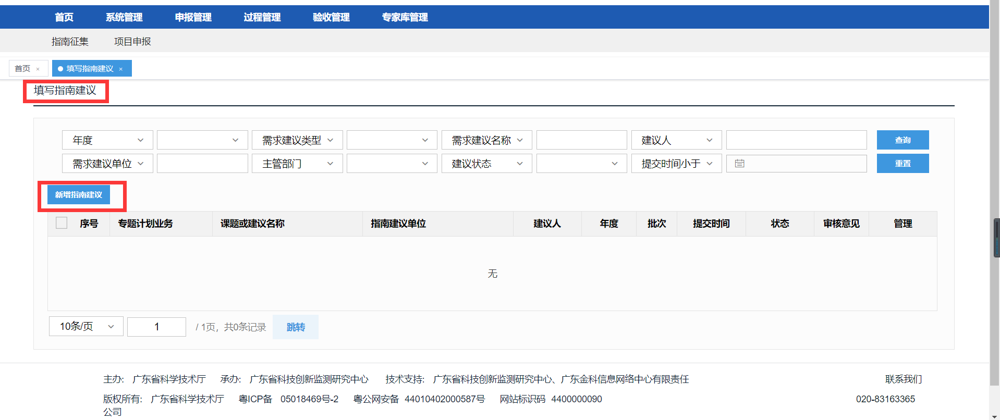 首页 系统管理 申报管理 过程管理 验收管理 专家库管理
指南征集 项目申报
首页 × 填写指南建议 ×
填写指南建议
年度 需求建议类型 需求建议名称 建议人 查询
需求建议单位 主管部门 建议状态 提交时间小于 重置
新增指南建议
序号 专题计划业务 课题或建议名称 指南建议单位 建议人 年度 批次 提交时间 状态 审核意见 管理
无
10条/页 1 / 1页，共0条记录 跳转
主办: 广东省科学技术厅 承办: 广东省科技创新监测研究中心 技术支持: 广东省科技创新监测研究中心、广东金科信息网络中心有限责任 联系我们
版权所有: 广东省科学技术厅 粤ICP备 05018469号-2 粤公网安备 44010402000587号 网站标识码 4400000090 020-83163365
公司